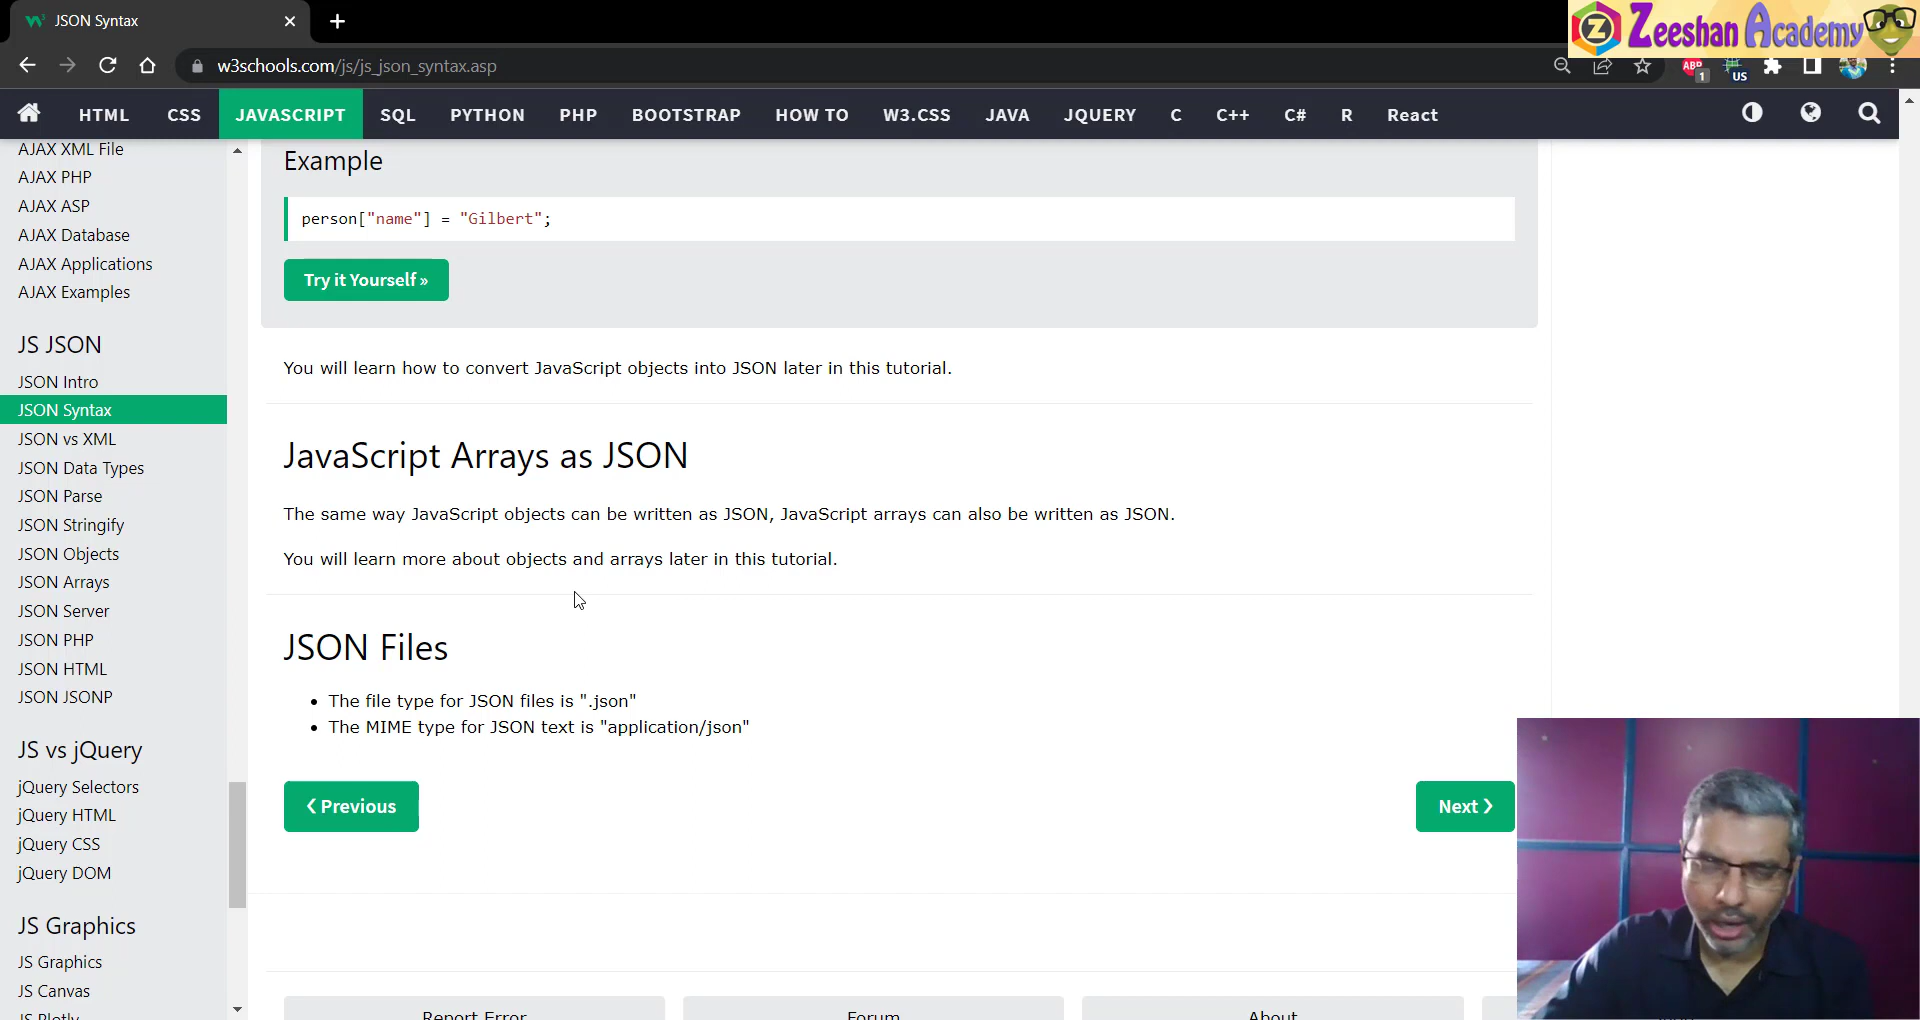 JSON Syntax
Zeeshan Academy
w3schools.com/js/js_json_syntax.asp
ABP
1
US
HTML
CSS
JAVASCRIPT
SQL
PYTHON
PHP
BOOTSTRAP
HOW TO
W3.CSS
JAVA
JQUERY
C
C++
C#
R
React
AJAX XML File
AJAX PHP
AJAX ASP
AJAX Database
AJAX Applications
AJAX Examples
JS JSON
JSON Intro
JSON Syntax
JSON vs XML
JSON Data Types
JSON Parse
JSON Stringify
JSON Objects
JSON Arrays
JSON Server
JSON PHP
JSON HTML
JSON JSONP
JS vs jQuery
jQuery Selectors
jQuery HTML
jQuery CSS
jQuery DOM
JS Graphics
JS Graphics
JS Canvas
JS Plotly
Example
person["name"] = "Gilbert";
Try it Yourself »
You will learn how to convert JavaScript objects into JSON later in this tutorial.
JavaScript Arrays as JSON
The same way JavaScript objects can be written as JSON, JavaScript arrays can also be written as JSON.
You will learn more about objects and arrays later in this tutorial.
JSON Files
• The file type for JSON files is ".json"
• The MIME type for JSON text is "application/json"
❮ Previous
Next ❯
Report Error
Forum
About